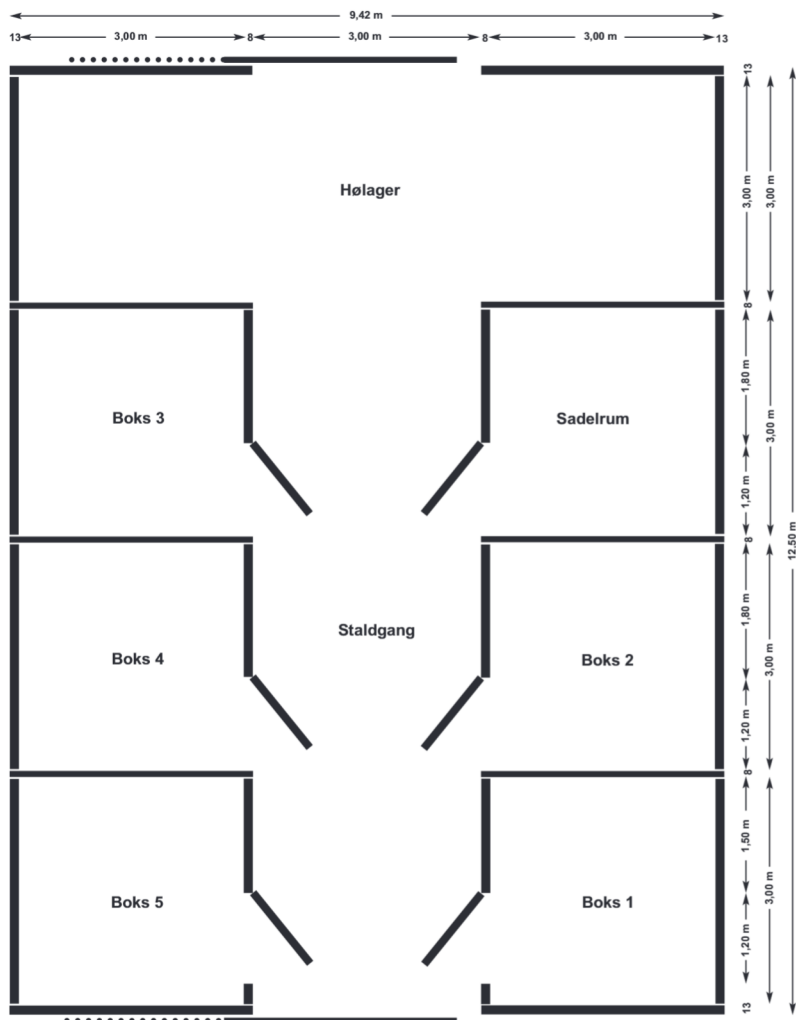 9,42 m
13 3,00 m 8 3,00 m 8 3,00 m 13
13
Hølager
3,00 m 3,00 m
8
Boks 3
Sadelrum
1,80 m
3,00 m
1,20 m
8
12.50 m
Staldgang
Boks 4
Boks 2
1,80 m
3,00 m
1,20 m
8
Boks 5
Boks 1
1,50 m
3,00 m
1,20 m
13